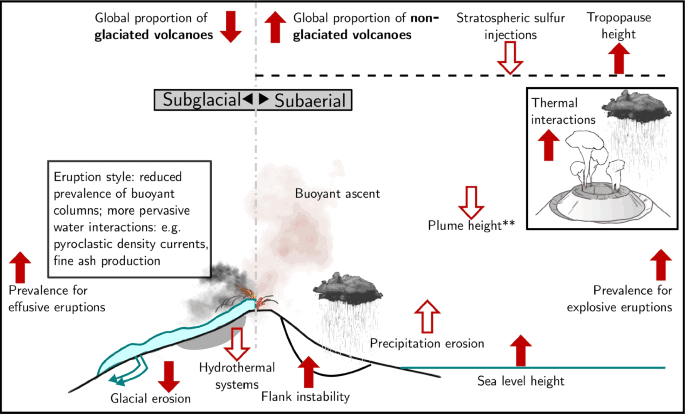 Global proportion of
glaciated volcanoes
Global proportion of non-
glaciated volcanoes
Stratospheric sulfur
injections
Tropopause
height
Subglacial
Subaerial
Thermal
interactions
Eruption style: reduced
prevalence of buoyant
columns; more pervasive
water interactions: e.g.
pyroclastic density currents,
fine ash production
Buoyant ascent
Plume height**
Prevalence for
effusive eruptions
Prevalence for
explosive eruptions
Precipitation erosion
Hydrothermal
systems
Glacial erosion
Flank instability
Sea level height